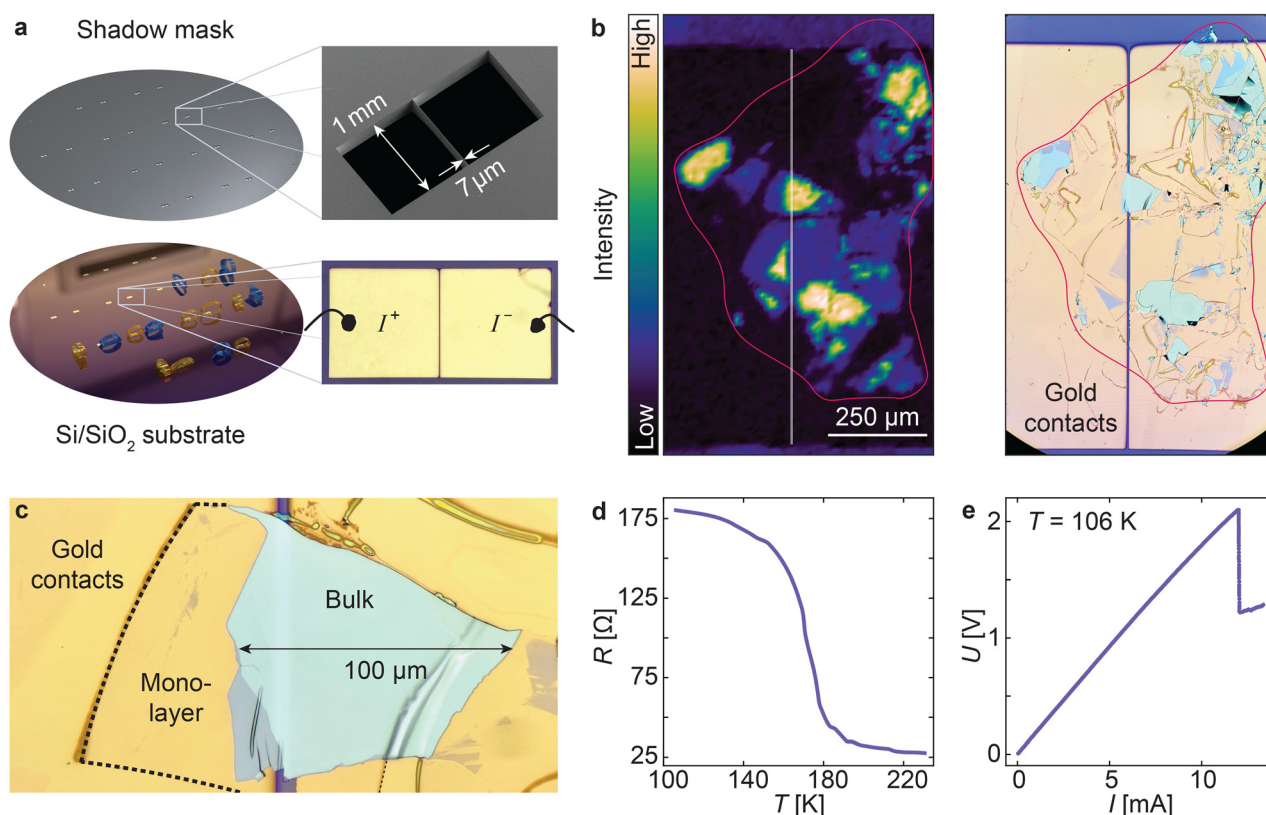 a
Shadow mask
1 mm
7 µm
I⁺
I⁻
Si/SiO₂ substrate
b
High
Intensity
Low
250 µm
Gold
contacts
c
Gold
contacts
Bulk
100 µm
Mono-
layer
d
R [Ω]
175
125
75
25
100
140
180
220
T [K]
e
T = 106 K
U [V]
2
1
0
0
5
10
I [mA]